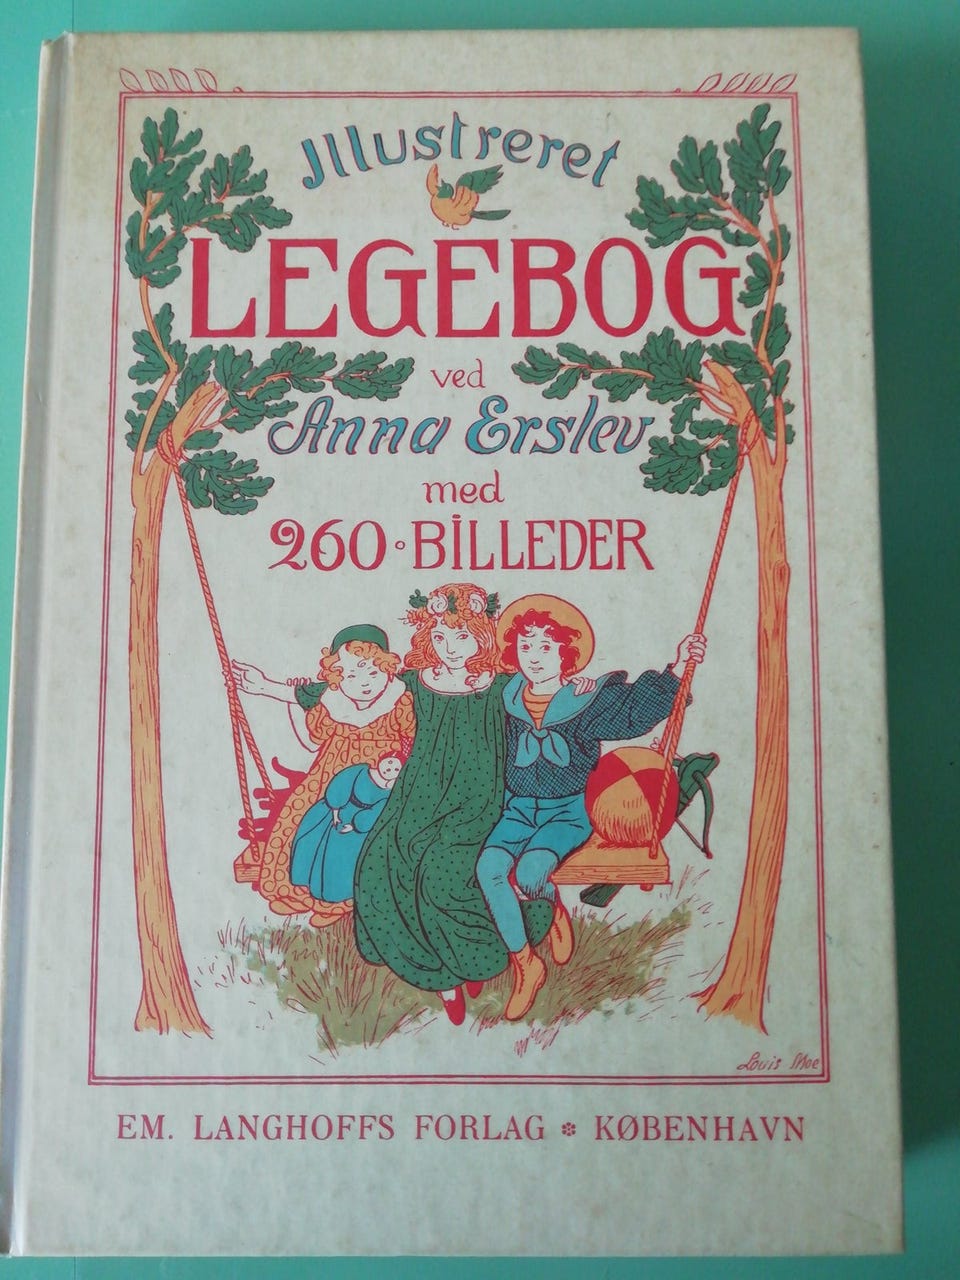 Illustreret
LEGEBOG
ved
Anna Erslev
med
260 · BILLEDER
Louis Moe
EM. LANGHOFFS FORLAG * KØBENHAVN